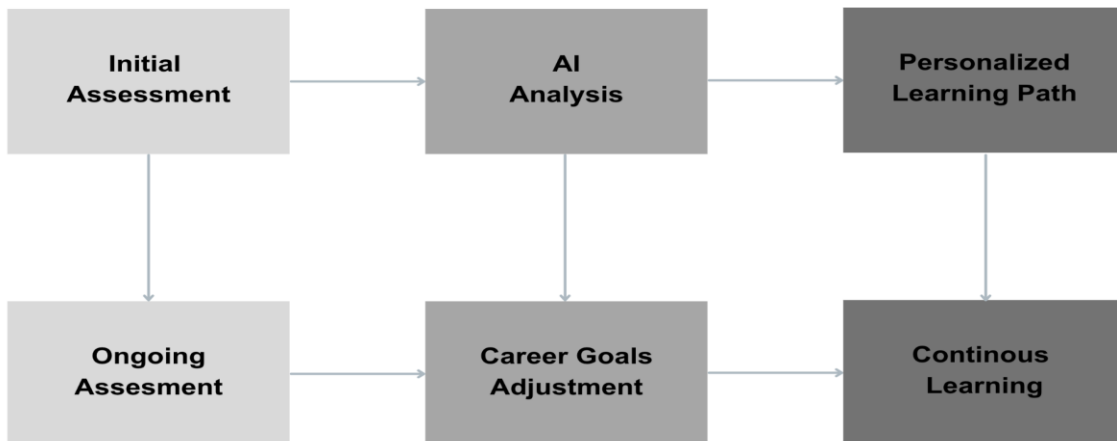 Initial
Assessment
AI
Analysis
Personalized
Learning Path
Ongoing
Assesment
Career Goals
Adjustment
Continous
Learning